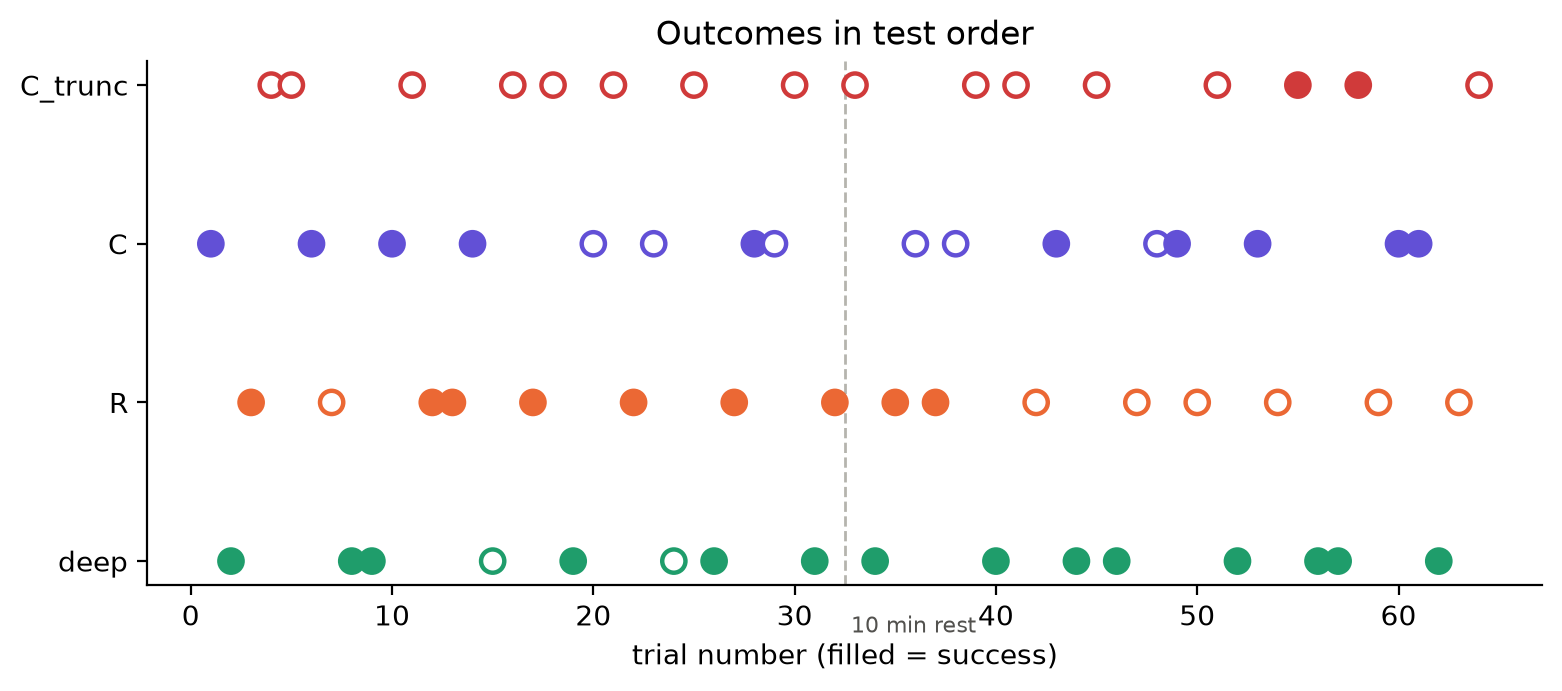 Outcomes in test order
C_trunc
C
R
deep
0 10 20 30 40 50 60
10 min rest
trial number (filled = success)